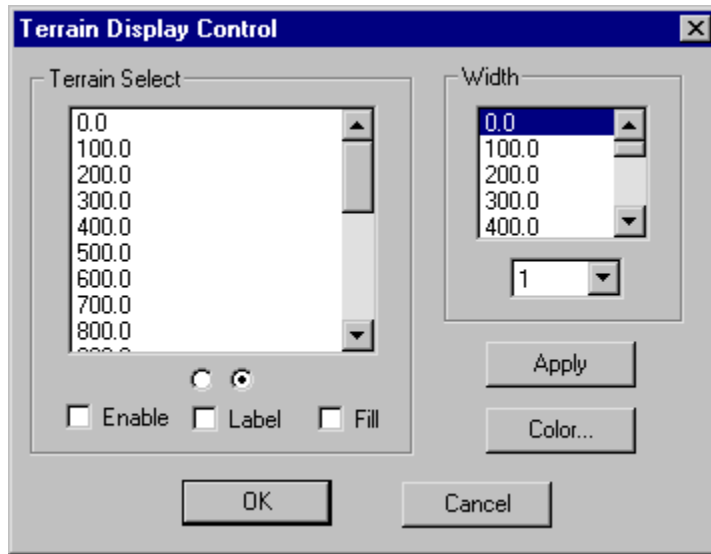 Terrain Display Control
Terrain Select
0.0
100.0
200.0
300.0
400.0
500.0
600.0
700.0
800.0
Enable
Label
Fill
Width
0.0
100.0
200.0
300.0
400.0
1
Apply
Color...
OK
Cancel